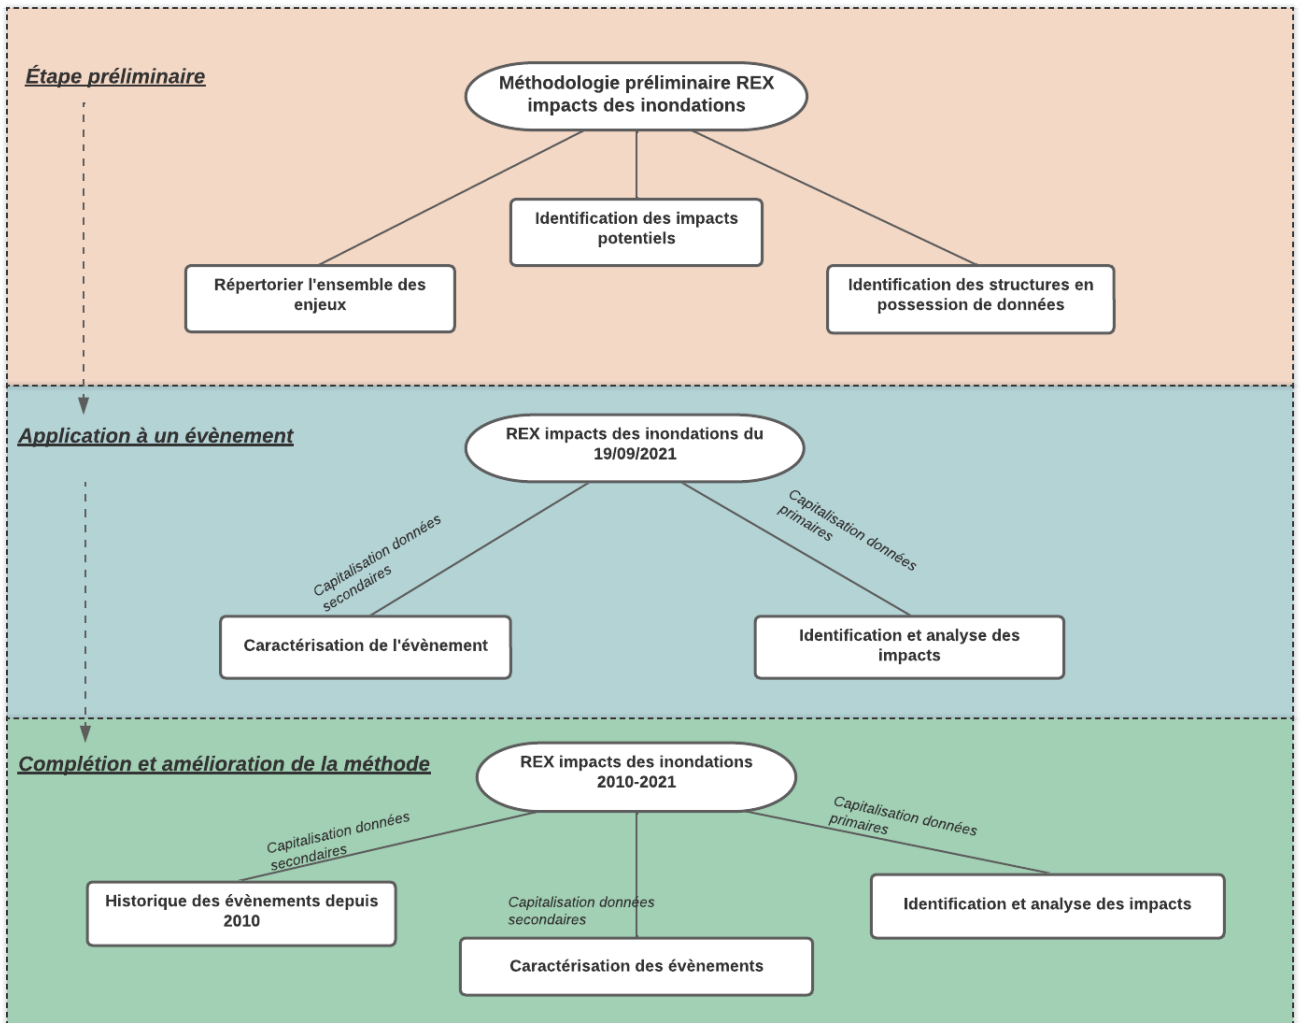 Étape préliminaire
Méthodologie préliminaire REX
impacts des inondations
Identification des impacts
potentiels
Répertorier l'ensemble des
enjeux
Identification des structures en
possession de données
Application à un évènement
REX impacts des inondations du
19/09/2021
Capitalisation données
secondaires
Capitalisation données
primaires
Caractérisation de l'évènement
Identification et analyse des
impacts
Complétion et amélioration de la méthode
REX impacts des inondations
2010-2021
Capitalisation données
secondaires
Capitalisation données
primaires
Historique des évènements depuis
2010
Capitalisation données
secondaires
Identification et analyse des impacts
Caractérisation des évènements